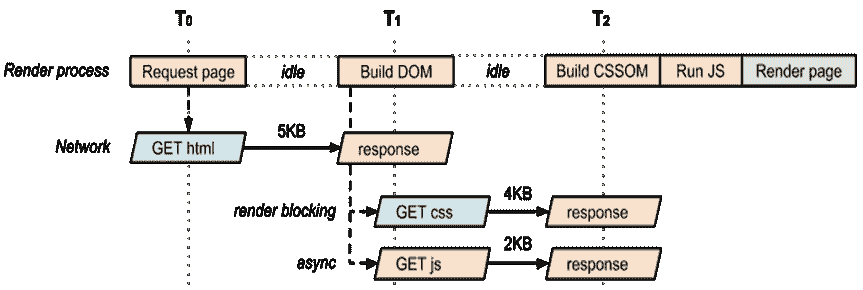 T0 T1 T2
Render process Request page idle Build DOM idle Build CSSOM Run JS Render page
5KB
Network GET html response
4KB
render blocking GET css response
2KB
async GET js response